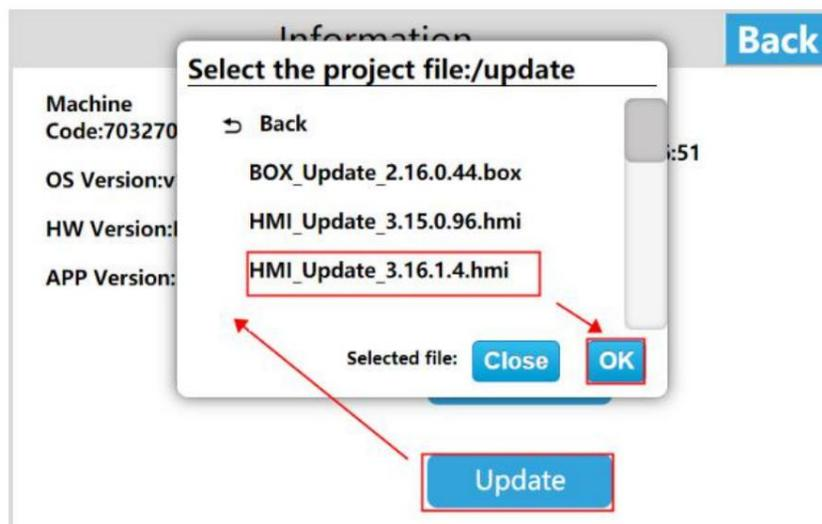 Information
Back
Select the project file:/update
Machine
Code:703270
Back
:51
BOX_Update_2.16.0.44.box
OS Version:v
HMI_Update_3.15.0.96.hmi
HW Version:
HMI_Update_3.16.1.4.hmi
APP Version:
Selected file:
Close
OK
Update